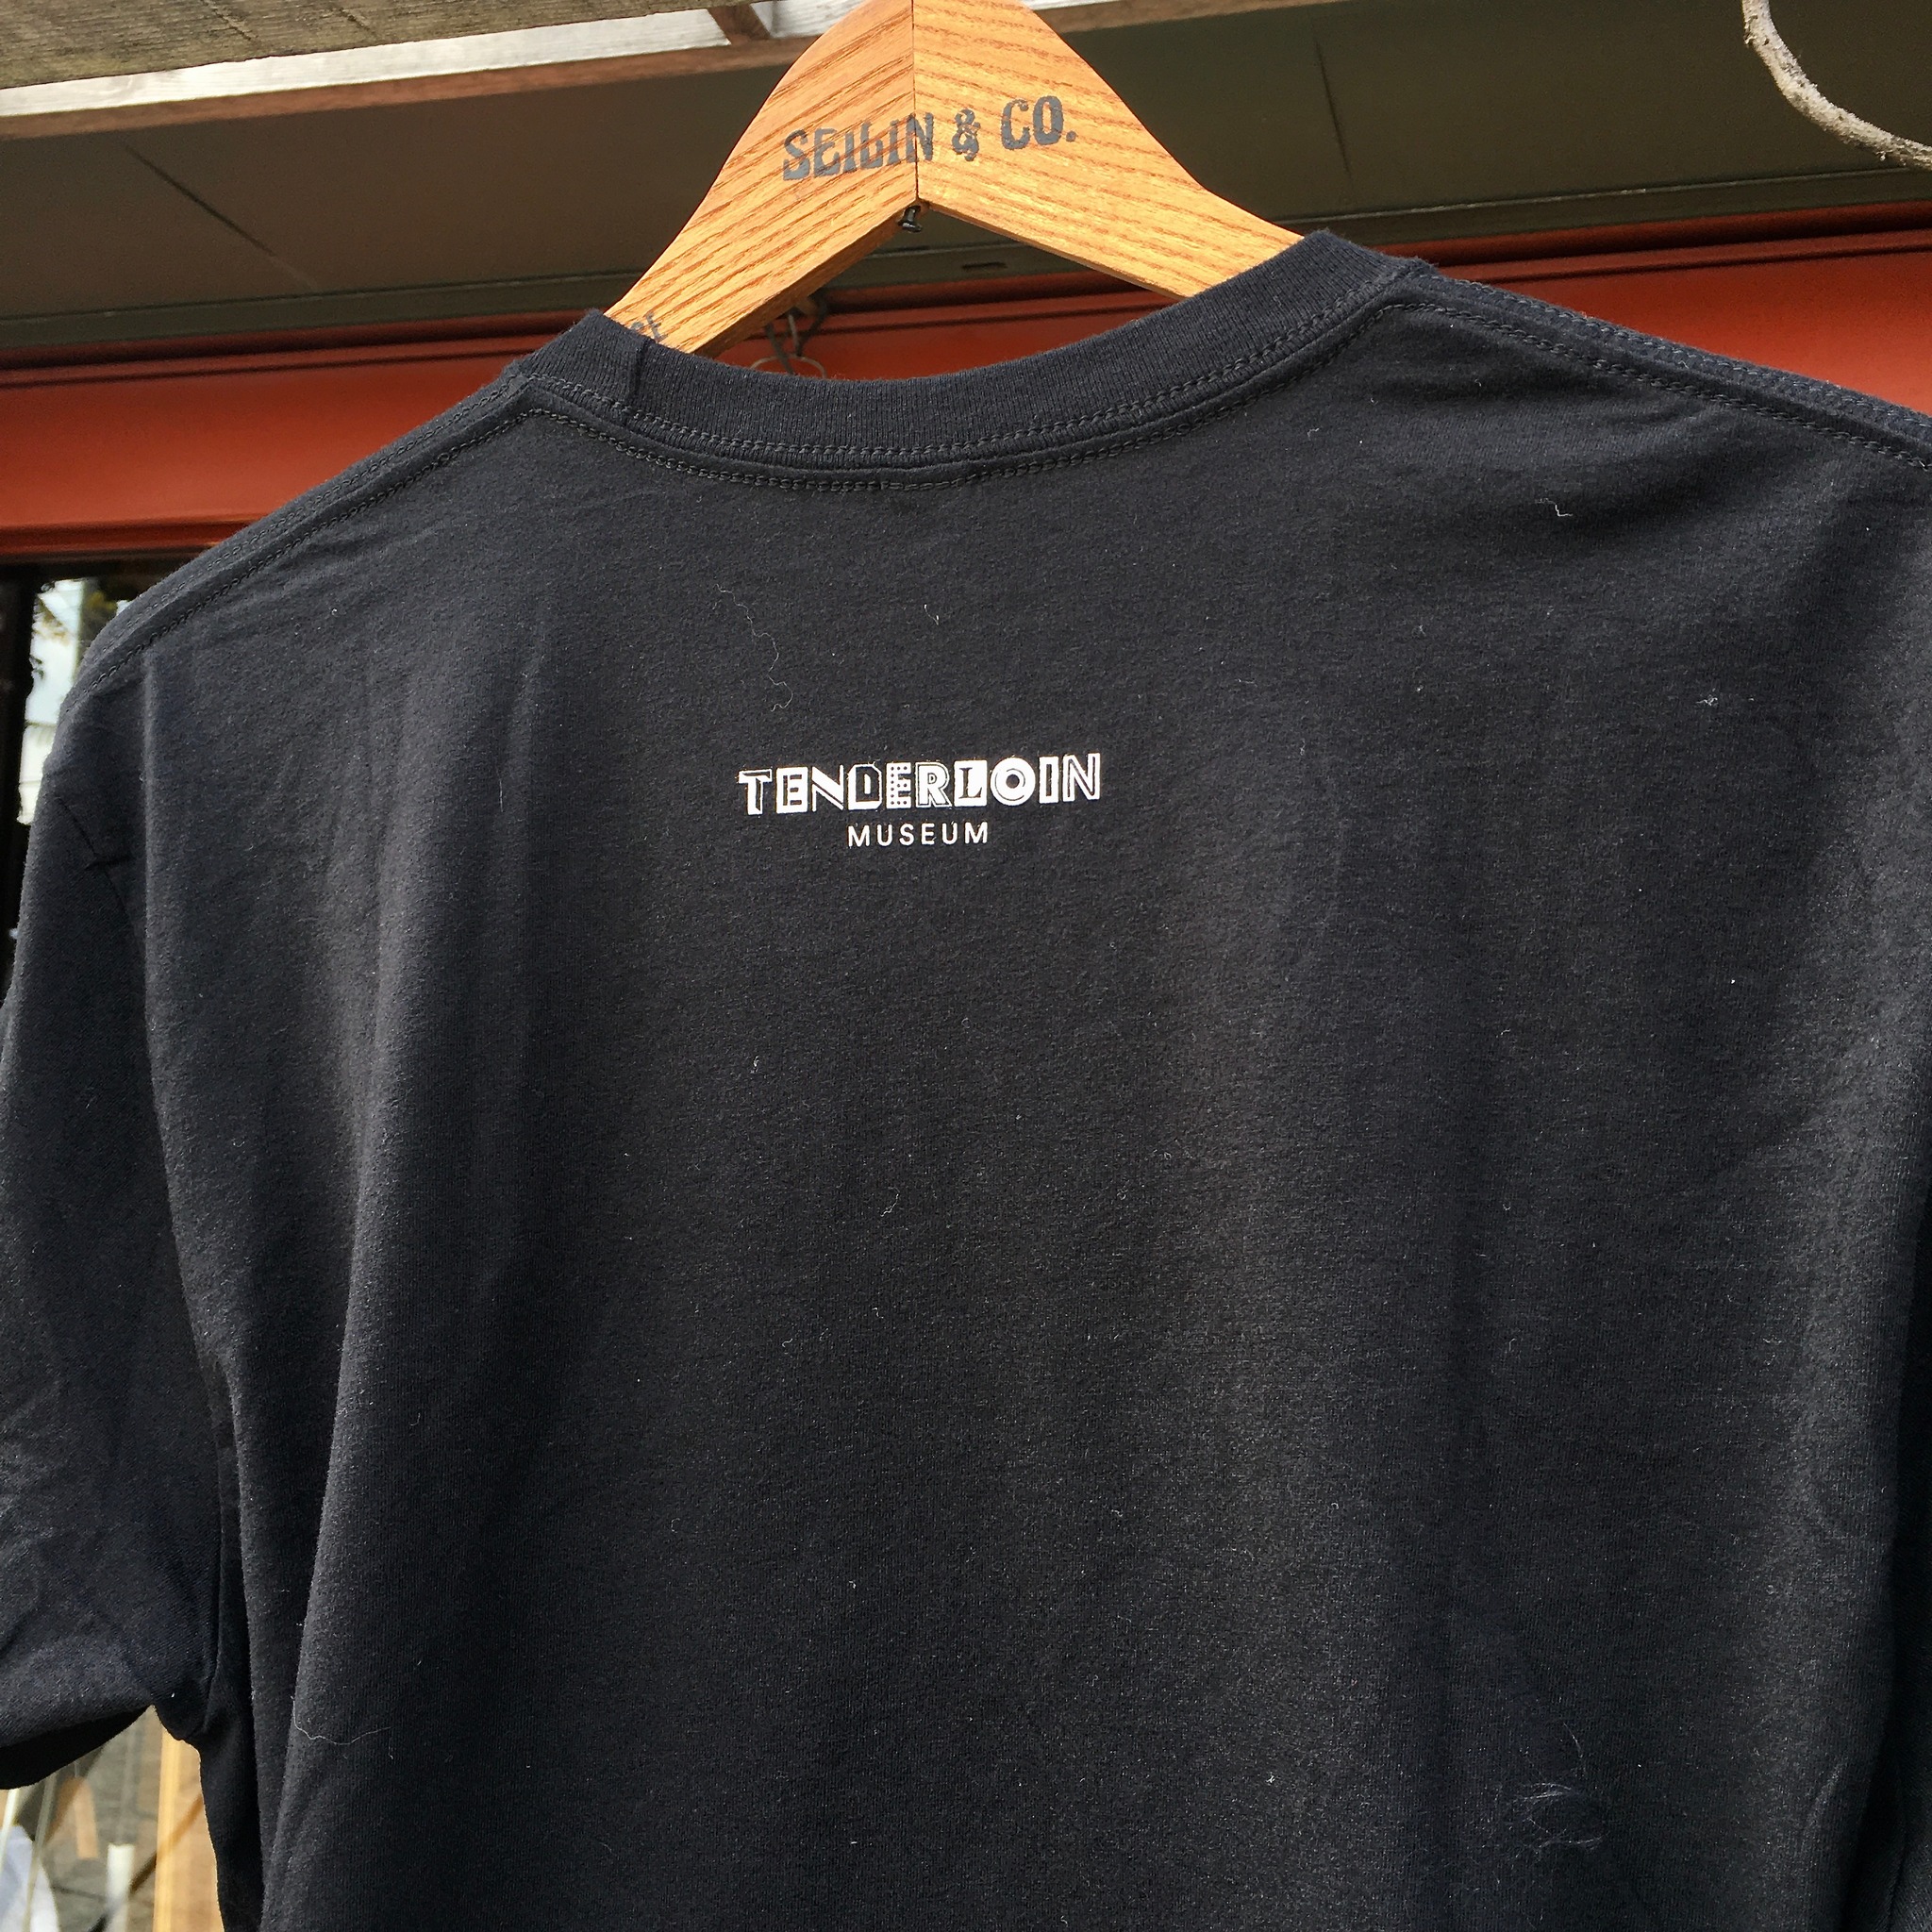 SEILIN & CO.
TENDERLOIN
MUSEUM